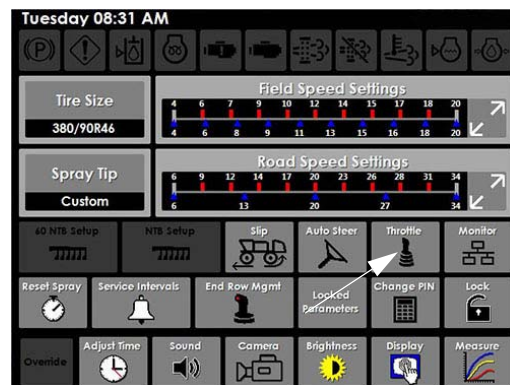 Tuesday 08:31 AM
(P)
Tire Size
380/90R46
Field Speed Settings
4 6 7 9 10 12 14 15 17 18 20
4 6 8 9 11 13 15 16 18 20
Spray Tip
Custom
Road Speed Settings
6 9 12 14 17 20 23 26 28 31 34
6 13 20 27 34
60 NTB Setup
NTB Setup
Slip
Auto Steer
Throttle
Monitor
Reset Spray
Service Intervals
End Row Mgmt
Locked Parameters
Change PIN
Lock
Override
Adjust Time
Sound
Camera
Brightness
Display
Measure